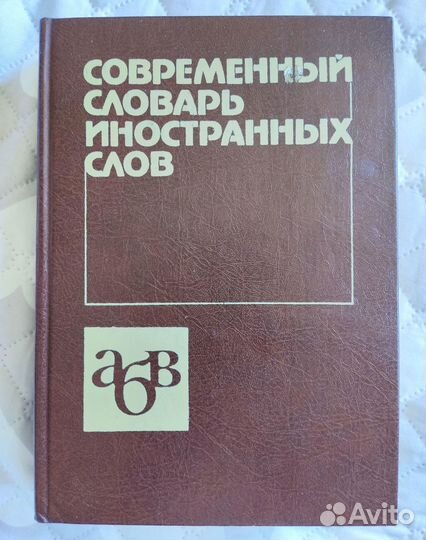 СОВРЕМЕННЫЙ
СЛОВАРЬ
ИНОСТРАННЫХ
СЛОВ
абв
Avito